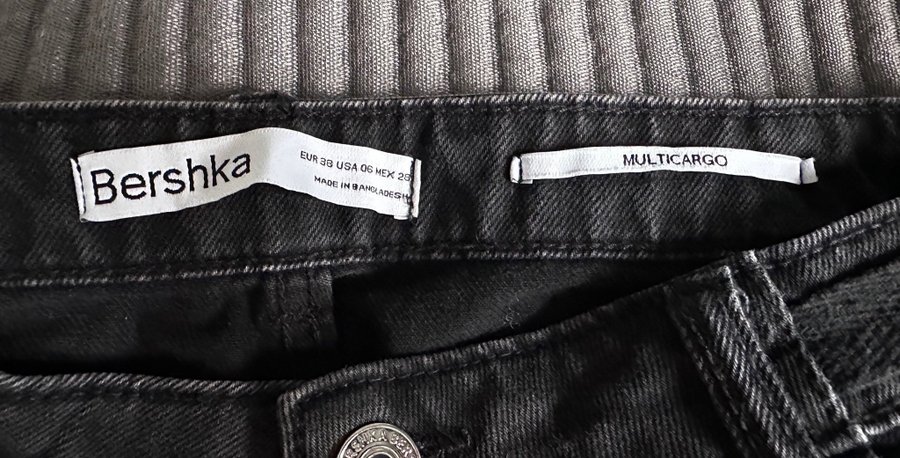 Bershka
EUR 38 USA 06 MEX 28
MADE IN BANGLADESH
MULTICARGO